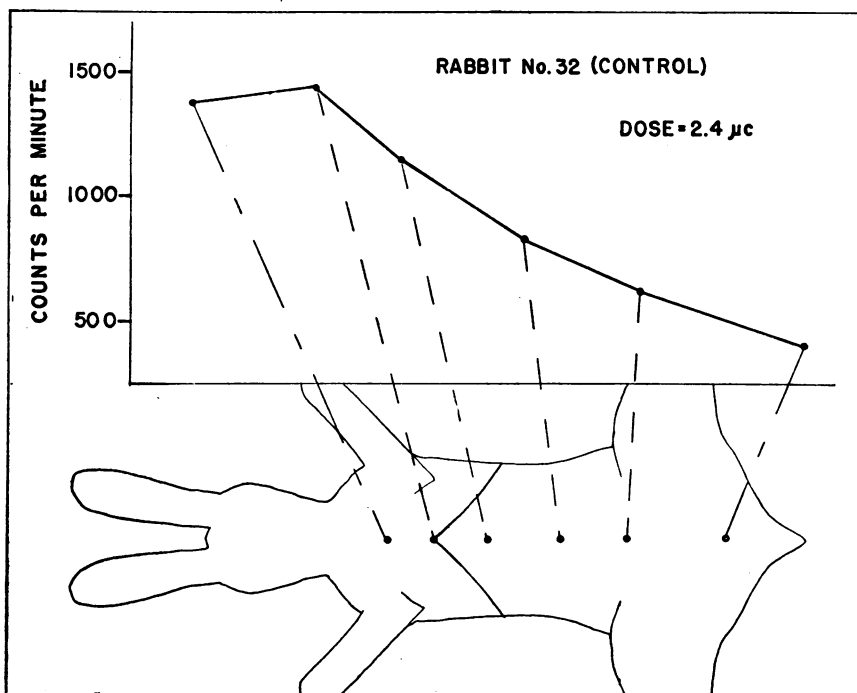 RABBIT No. 32 (CONTROL)
DOSE = 2.4 µc
COUNTS PER MINUTE
1500
1000
500